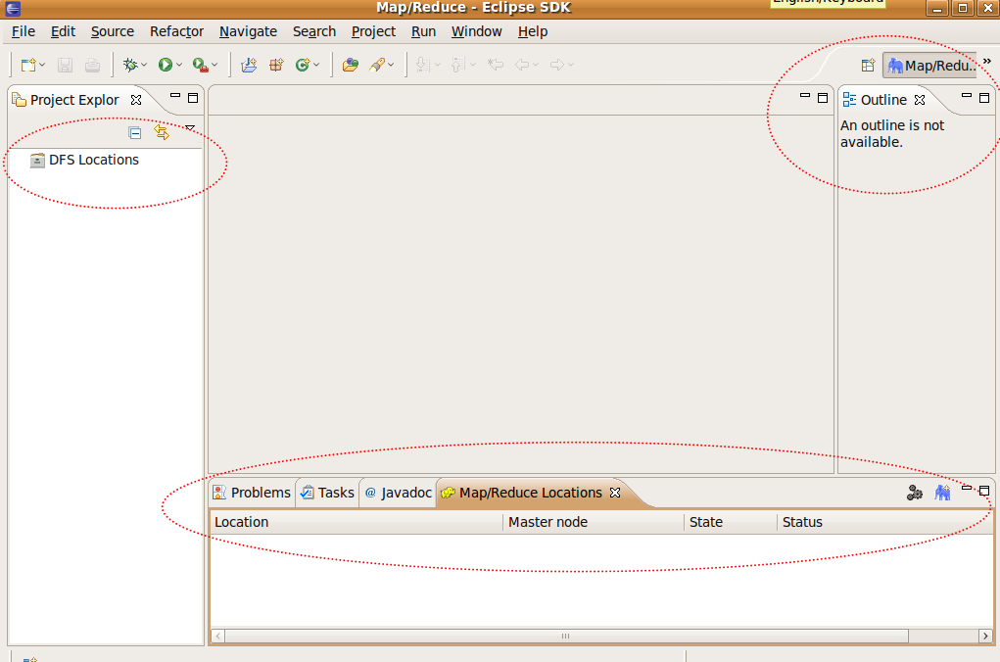 English/Keyboard
Map/Reduce - Eclipse SDK
File Edit Source Refactor Navigate Search Project Run Window Help
Map/Redu..
»
Project Explor
Outline
An outline is not
available.
DFS Locations
Problems Tasks @ Javadoc Map/Reduce Locations
Location Master node State Status